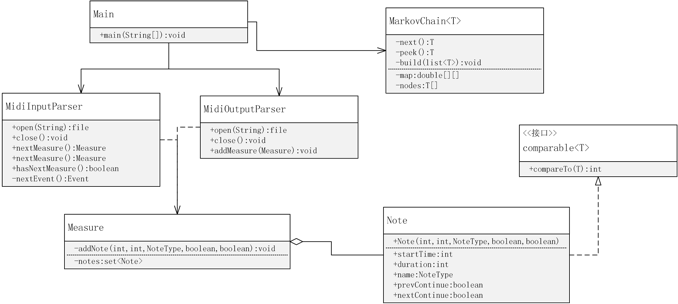 Main
+main(String[]):void
MarkovChain<T>
-next():T
-peek():T
-build(list<T>):void
-map:double[][]
-nodes:T[]
MidiInputParser
+open(String):file
+close():void
+nextMeasure():Measure
+nextMeasure():Measure
+hasNextMeasure():boolean
-nextEvent():Event
MidiOutputParser
+open(String):file
+close():void
+addMeasure(Measure):void
<<接口>>
comparable<T>
+compareTo(T):int
Measure
-addNote(int,int,NoteType,boolean,boolean):void
-notes:set<Note>
Note
+Note(int,int,NoteType,boolean,boolean)
+startTime:int
+duration:int
+name:NoteType
+prevContinue:boolean
+nextContinue:boolean